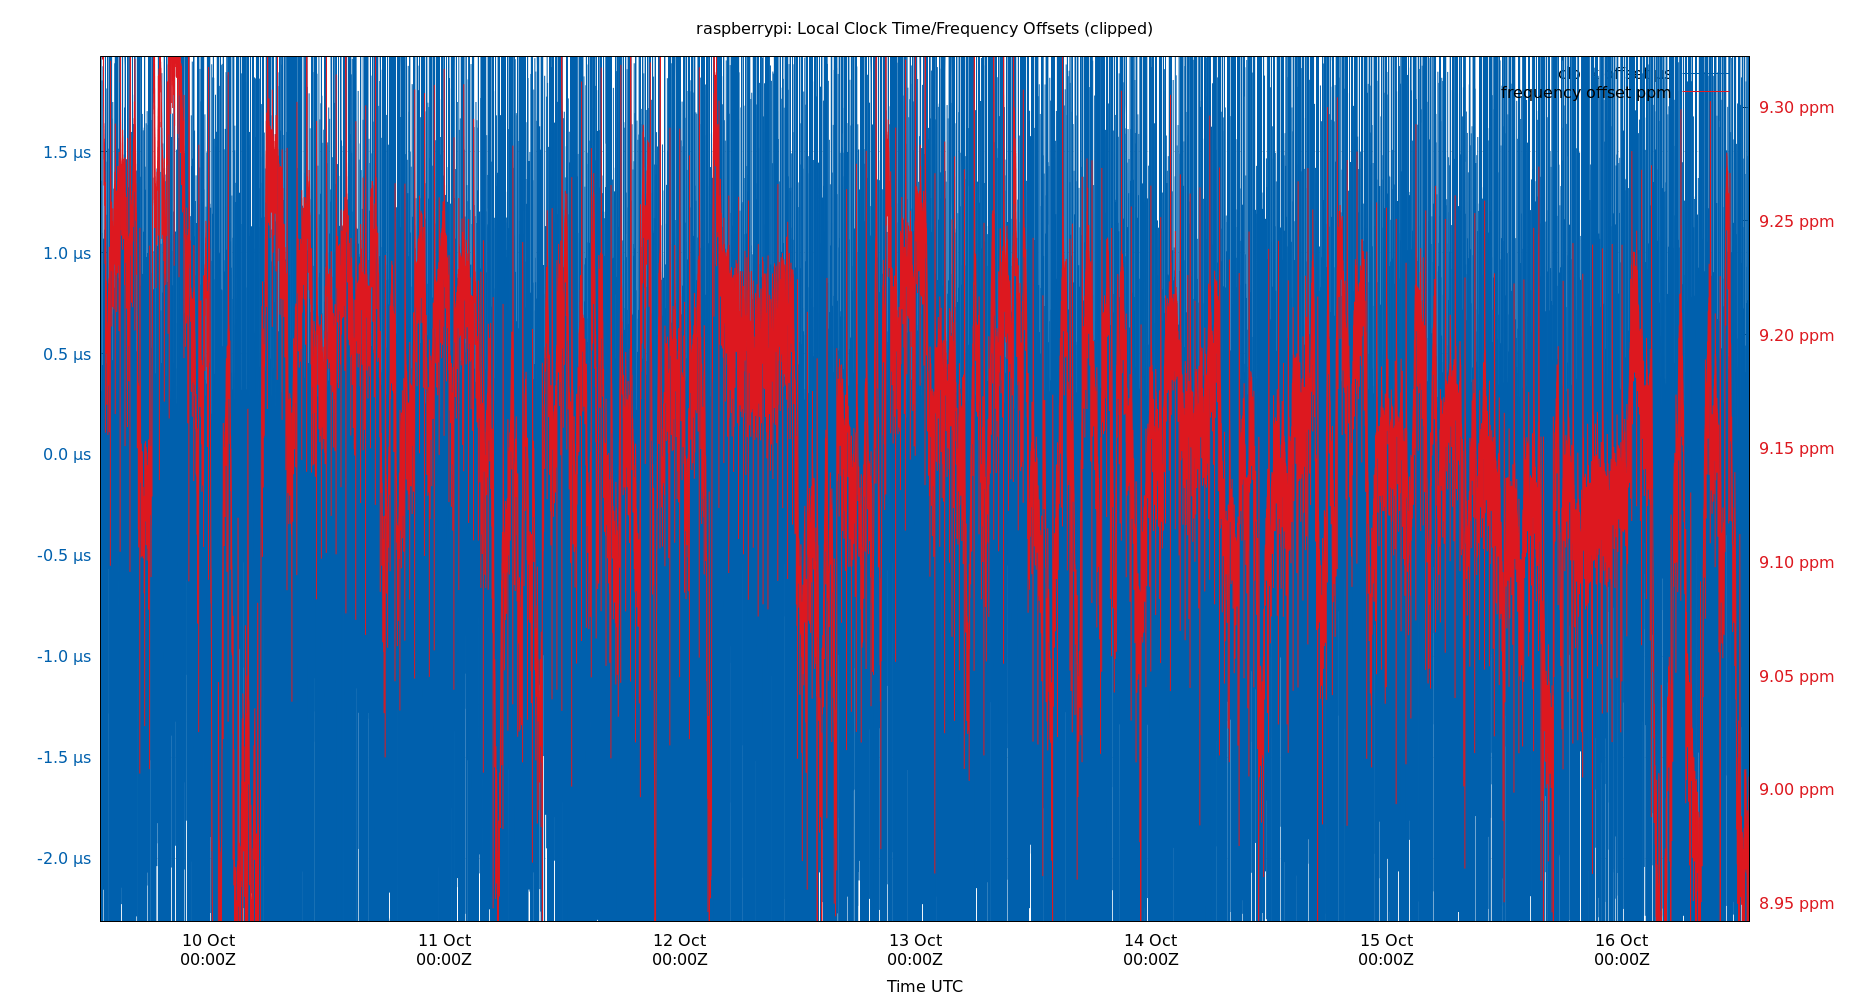 raspberrypi: Local Clock Time/Frequency Offsets (clipped)
clock offset µs
frequency offset ppm
1.5 µs
1.0 µs
0.5 µs
0.0 µs
-0.5 µs
-1.0 µs
-1.5 µs
-2.0 µs
9.30 ppm
9.25 ppm
9.20 ppm
9.15 ppm
9.10 ppm
9.05 ppm
9.00 ppm
8.95 ppm
10 Oct 11 Oct 12 Oct 13 Oct 14 Oct 15 Oct 16 Oct
00:00Z 00:00Z 00:00Z 00:00Z 00:00Z 00:00Z 00:00Z
Time UTC